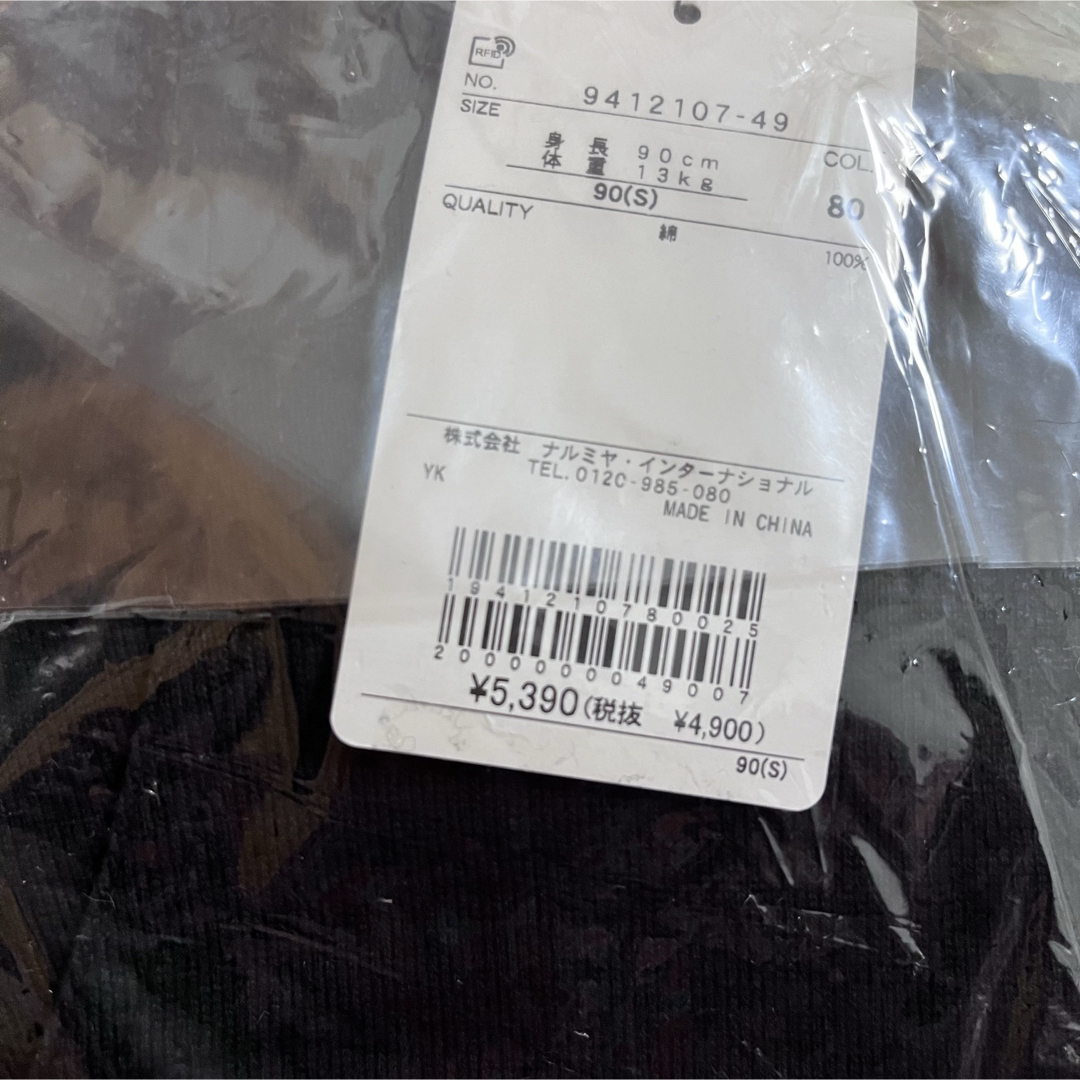 RFID
NO. 9412107-49
SIZE
身長 90cm COL.
体重 13kg
90(S) 80
QUALITY
綿 100%
株式会社 ナルミヤ・インターナショナル
TEL.0120-985-080
YK
MADE IN CHINA
1941210780025
2000000049007
¥5,390(税抜 ¥4,900)
90(S)